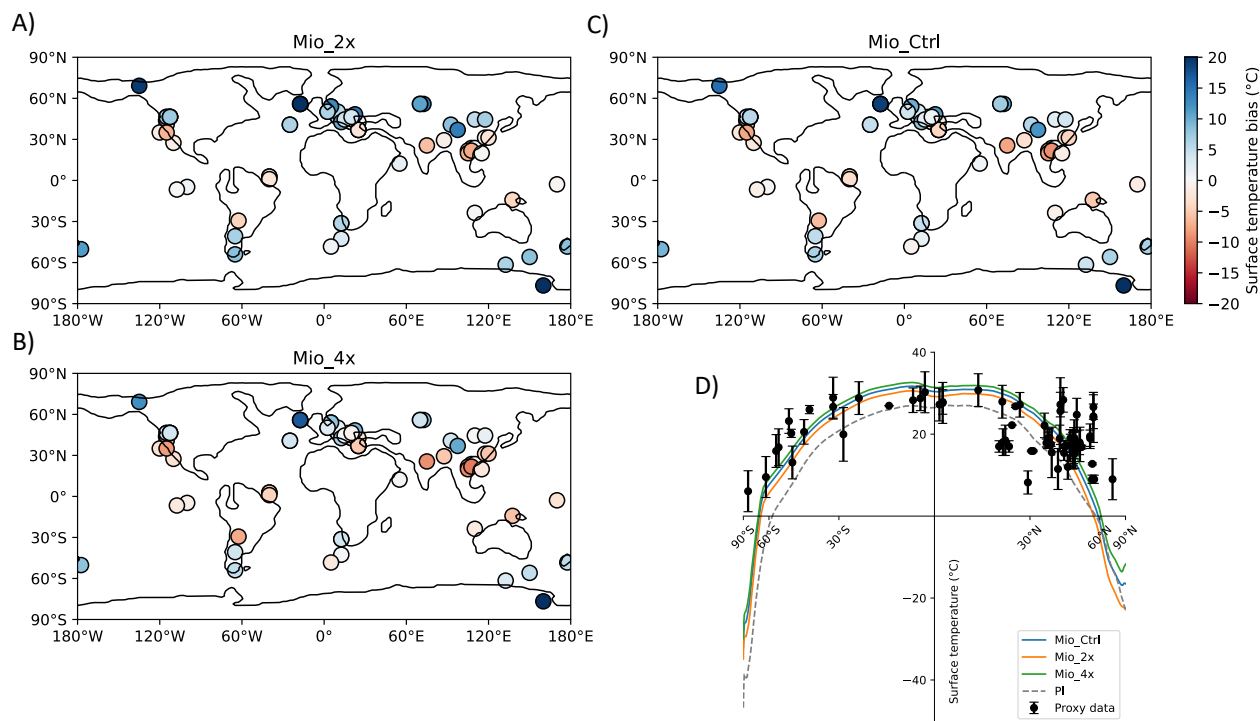 A)
Mio_2x
90°N
60°N
30°N
0°
30°S
60°S
90°S
180°W 120°W 60°W 0° 60°E 120°E 180°E
C)
Mio_Ctrl
90°N
60°N
30°N
0°
30°S
60°S
90°S
180°W 120°W 60°W 0° 60°E 120°E 180°E
20
15
10
5
0
−5
−10
−15
−20
Surface temperature bias (°C)
B)
Mio_4x
90°N
60°N
30°N
0°
30°S
60°S
90°S
180°W 120°W 60°W 0° 60°E 120°E 180°E
D)
40
20
−20
−40
90°S 60°S 30°S 30°N 60°N 90°N
Surface temperature (°C)
Mio_Ctrl
Mio_2x
Mio_4x
PI
Proxy data